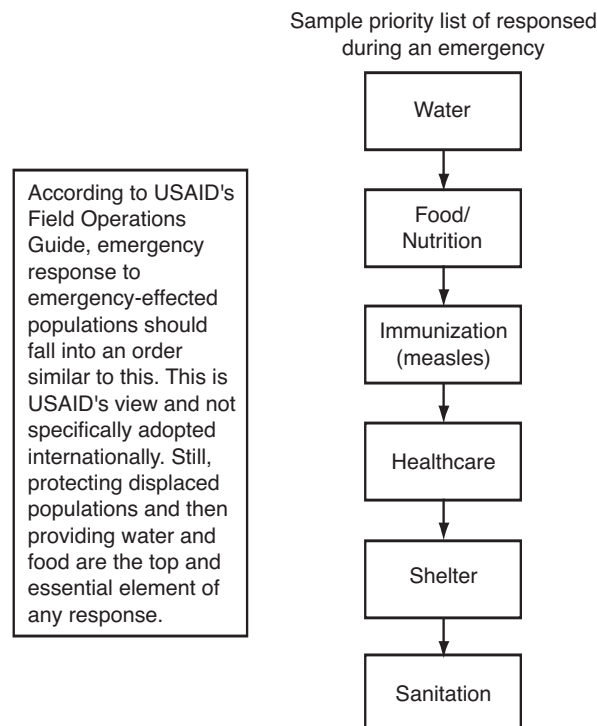 Sample priority list of responsed
during an emergency
Water
Food/
Nutrition
Immunization
(measles)
Healthcare
Shelter
Sanitation
According to USAID's
Field Operations
Guide, emergency
response to
emergency-effected
populations should
fall into an order
similar to this. This is
USAID's view and not
specifically adopted
internationally. Still,
protecting displaced
populations and then
providing water and
food are the top and
essential element of
any response.